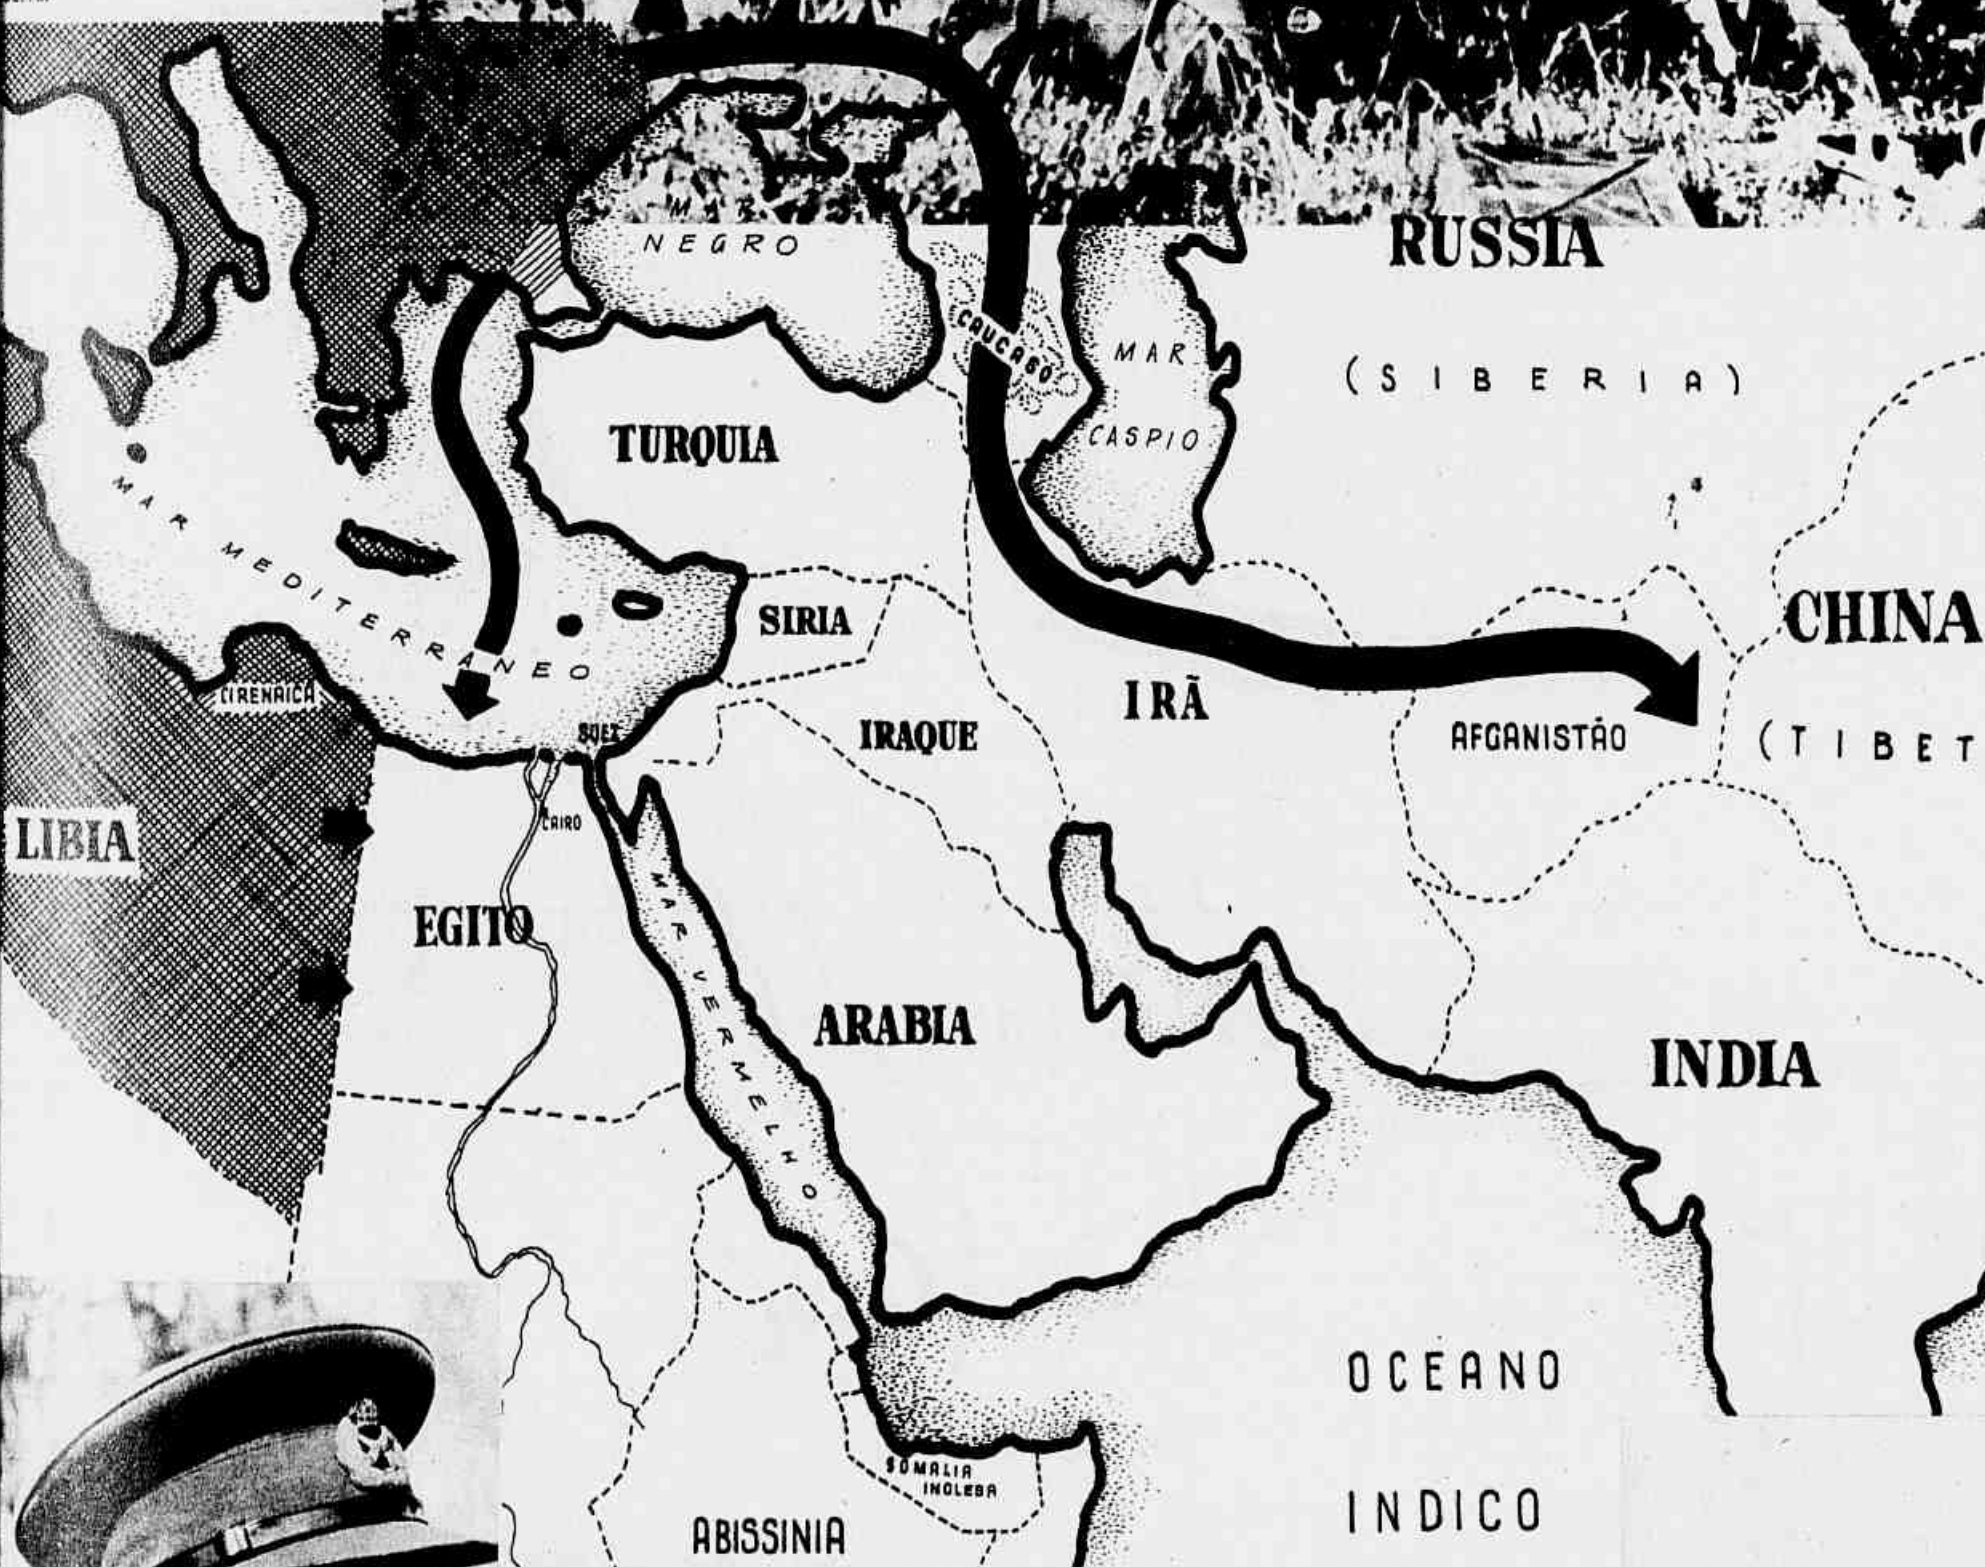 MAR
NEGRO
RUSSIA
(SIBERIA)
CAUCASO
MAR
CASPIO
TURQUIA
MAR MEDITERRANEO
SIRIA
CHINA
(TIBET
CIRENAICA
IRÃ
IRAQUE
AFGANISTÃO
SUEZ
LIBIA
CAIRO
EGITO
MAR VERMELHO
ARABIA
INDIA
OCEANO
INDICO
SOMALIA
INGLESA
ABISSINIA